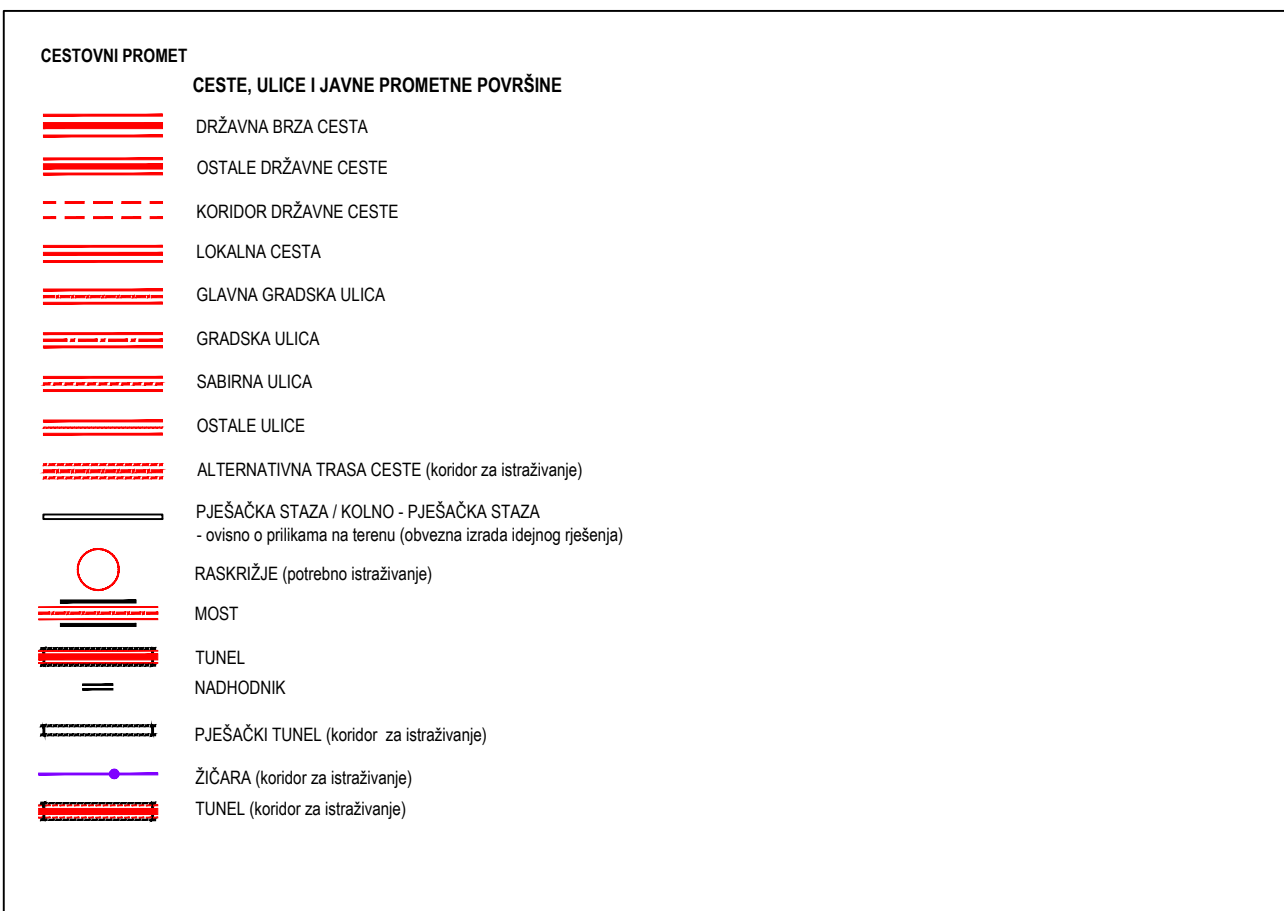 CESTOVNI PROMET
CESTE, ULICE I JAVNE PROMETNE POVRŠINE
DRŽAVNA BRZA CESTA
OSTALE DRŽAVNE CESTE
KORIDOR DRŽAVNE CESTE
LOKALNA CESTA
GLAVNA GRADSKA ULICA
GRADSKA ULICA
SABIRNA ULICA
OSTALE ULICE
ALTERNATIVNA TRASA CESTE (koridor za istraživanje)
PJEŠAČKA STAZA / KOLNO - PJEŠAČKA STAZA
- ovisno o prilikama na terenu (obvezna izrada idejnog rješenja)
RASKRIŽJE (potrebno istraživanje)
MOST
TUNEL
NADHODNIK
PJEŠAČKI TUNEL (koridor za istraživanje)
ŽIČARA (koridor za istraživanje)
TUNEL (koridor za istraživanje)